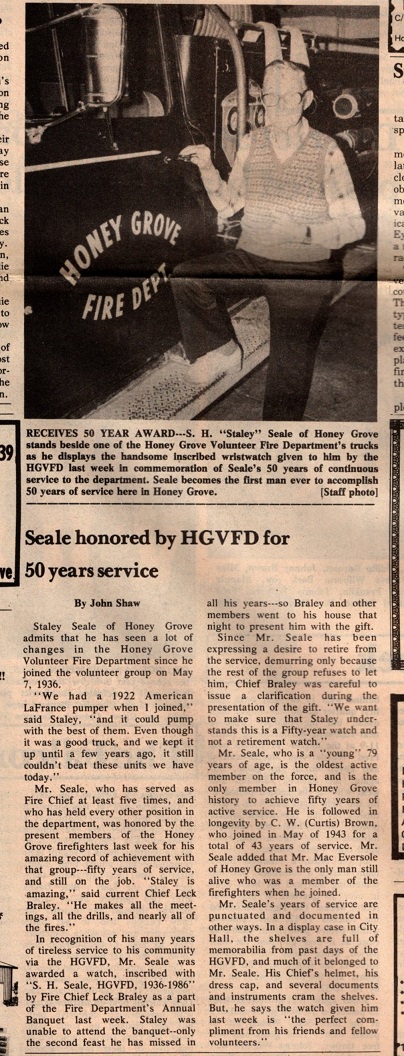 HONEY GROVE
FIRE DEPT.
RECEIVES 50 YEAR AWARD---S. H. "Staley" Seale of Honey Grove
stands beside one of the Honey Grove Volunteer Fire Department's trucks
as he displays the handsome inscribed wristwatch given to him by the
HGVFD last week in commemoration of Seale's 50 years of continuous
service to the department. Seale becomes the first man ever to accomplish
50 years of service here in Honey Grove. [Staff photo]
Seale honored by HGVFD for
50 years service
By John Shaw
Staley Seale of Honey Grove
admits that he has seen a lot of
changes in the Honey Grove
Volunteer Fire Department since he
joined the volunteer group on May
7, 1936.
"We had a 1922 American
LaFrance pumper when I joined,"
said Staley, "and it could pump
with the best of them. Even though
it was a good truck, and we kept it
up until a few years ago, it still
couldn't beat these units we have
today."
Mr. Seale, who has served as
Fire Chief at least five times, and
who has held every other position in
the department, was honored by the
present members of the Honey
Grove firefighters last week for his
amazing record of achievement with
that group---fifty years of service,
and still on the job. "Staley is
amazing," said current Chief Leck
Braley. "He makes all the meet-
ings, all the drills, and nearly all of
the fires."
In recognition of his many years
of tireless service to his community
via the HGVFD, Mr. Seale was
awarded a watch, inscribed with
"S. H. Seale, HGVFD, 1936-1986"
by Fire Chief Leck Braley as a part
of the Fire Department's Annual
Banquet last week. Staley was
unable to attend the banquet--only
the second feast he has missed in
all his years---so Braley and other
members went to his house that
night to present him with the gift.
Since Mr. Seale has been
expressing a desire to retire from
the service, demurring only because
the rest of the group refuses to let
him, Chief Braley was careful to
issue a clarification during the
presentation of the gift. "We want
to make sure that Staley under-
stands this is a Fifty-year watch and
not a retirement watch."
Mr. Seale, who is a "young" 79
years of age, is the oldest active
member on the force, and is the
only member in Honey Grove
history to achieve fifty years of
active service. He is followed in
longevity by C. W. (Curtis) Brown,
who joined in May of 1943 for a
total of 43 years of service. Mr.
Seale added that Mr. Mac Eversole
of Honey Grove is the only man still
alive who was a member of the
firefighters when he joined.
Mr. Seale's years of service are
punctuated and documented in
other ways. In a display case in City
Hall, the shelves are full of
memorabilia from past days of the
HGVFD, and much of it belonged to
Mr. Seale. His Chief's helmet, his
dress cap, and several documents
and instruments cram the shelves.
But, he says the watch given him
last week is "the perfect com-
pliment from his friends and fellow
volunteers."